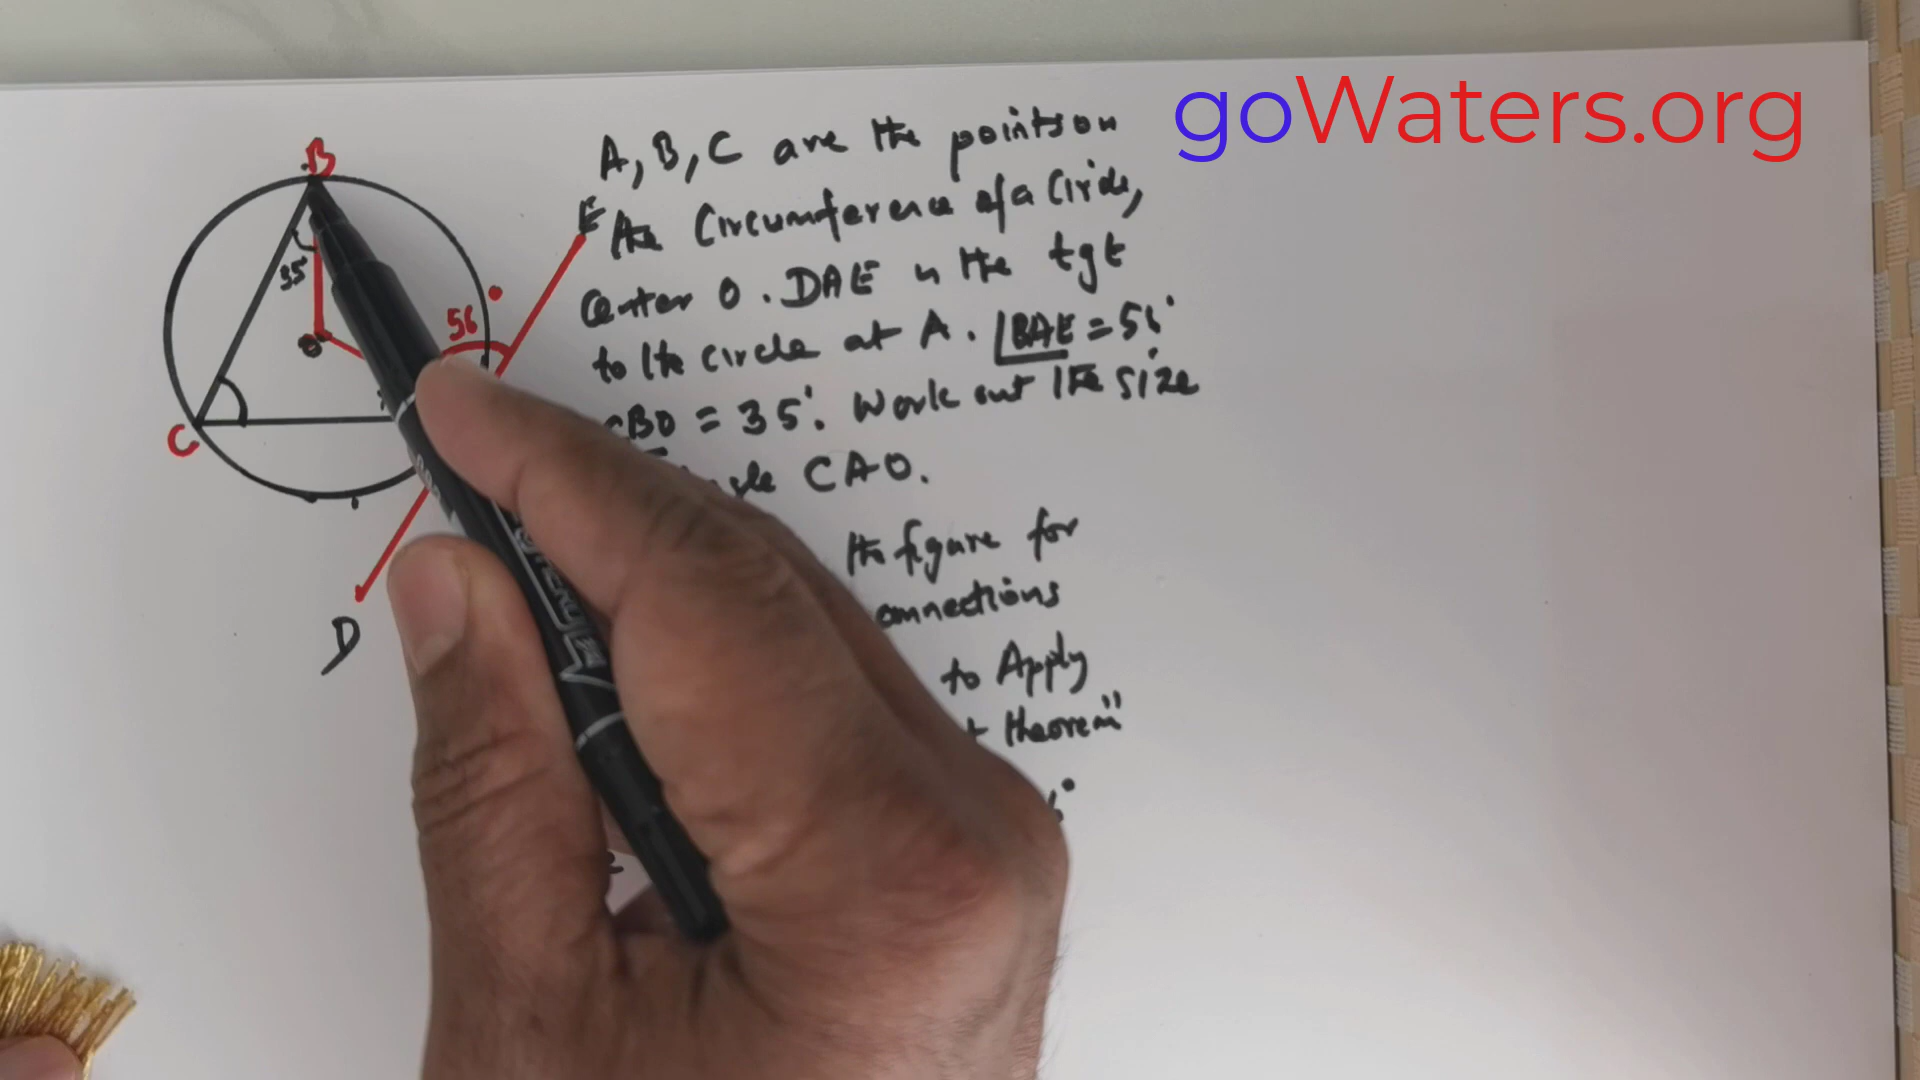 goWaters.org
B
A, B, C are the points on
E
the Circumference of a Circle,
35°
56
Center O. DAE is the tgt
O
to the circle at A. ∠BAE = 56°
C
CBO = 35°. Work out the size
CAO.
the figure for
connections
D
to Apply
theorem"